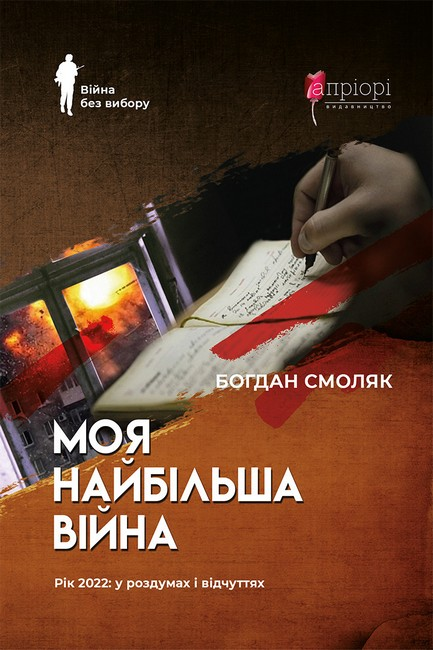 Війна
без вибору
апріорі
видавництво
БОГДАН СМОЛЯК
МОЯ
НАЙБІЛЬША
ВІЙНА
Рік 2022: у роздумах і відчуттях